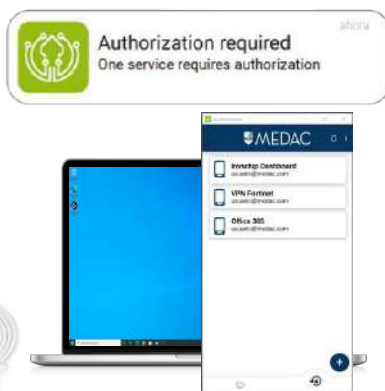 ahora
Authorization required
One service requires authorization
MEDAC
Ironchip Dashboard
usuario@medac.com
VPN Fortinet
usuario@medac.com
Office 365
usuario@medac.com